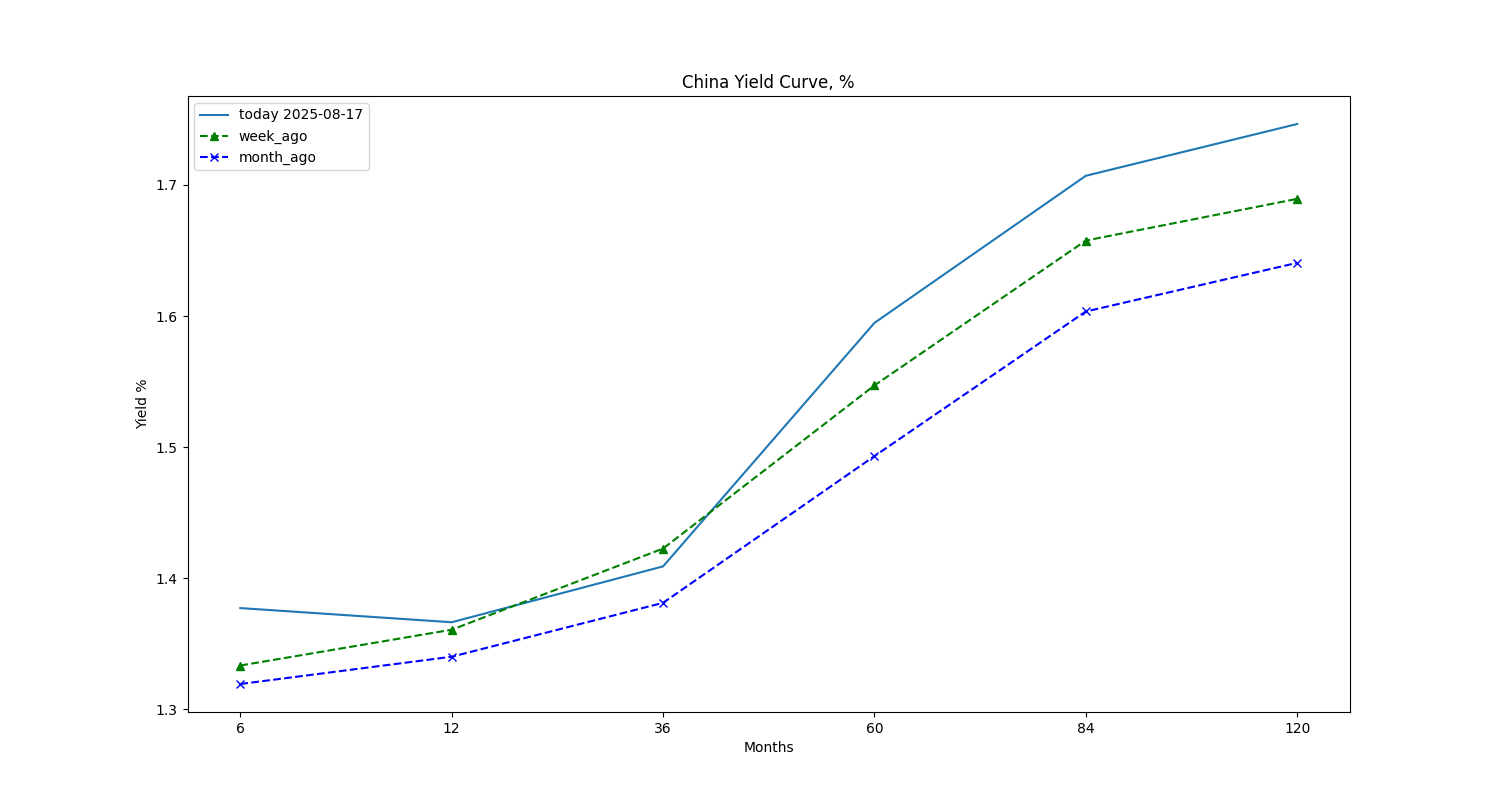 China Yield Curve, %
today 2025-08-17
week_ago
month_ago
1.7
1.6
1.5
1.4
1.3
Yield %
6 12 36 60 84 120
Months